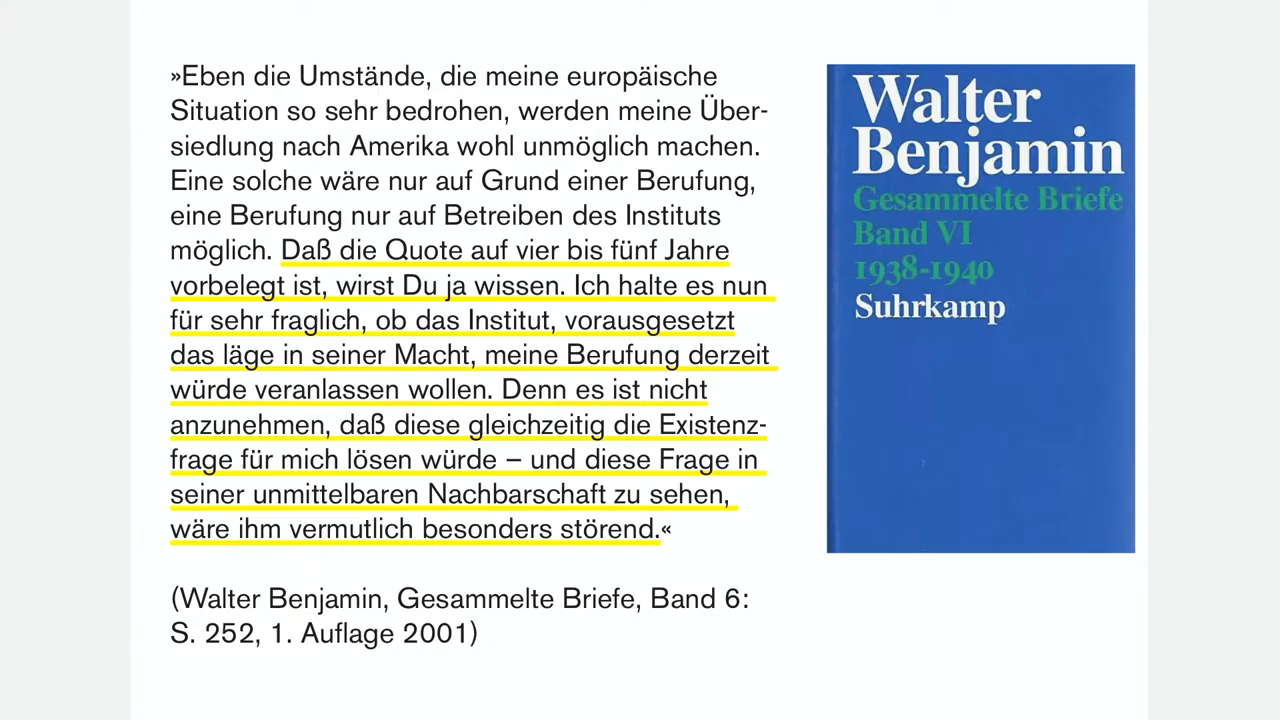 »Eben die Umstände, die meine europäische
Situation so sehr bedrohen, werden meine Über-
siedlung nach Amerika wohl unmöglich machen.
Eine solche wäre nur auf Grund einer Berufung,
eine Berufung nur auf Betreiben des Instituts
möglich. Daß die Quote auf vier bis fünf Jahre
vorbelegt ist, wirst Du ja wissen. Ich halte es nun
für sehr fraglich, ob das Institut, vorausgesetzt
das läge in seiner Macht, meine Berufung derzeit
würde veranlassen wollen. Denn es ist nicht
anzunehmen, daß diese gleichzeitig die Existenz-
frage für mich lösen würde – und diese Frage in
seiner unmittelbaren Nachbarschaft zu sehen,
wäre ihm vermutlich besonders störend.«
(Walter Benjamin, Gesammelte Briefe, Band 6:
S. 252, 1. Auflage 2001)
Walter
Benjamin
Gesammelte Briefe
Band VI
1938-1940
Suhrkamp